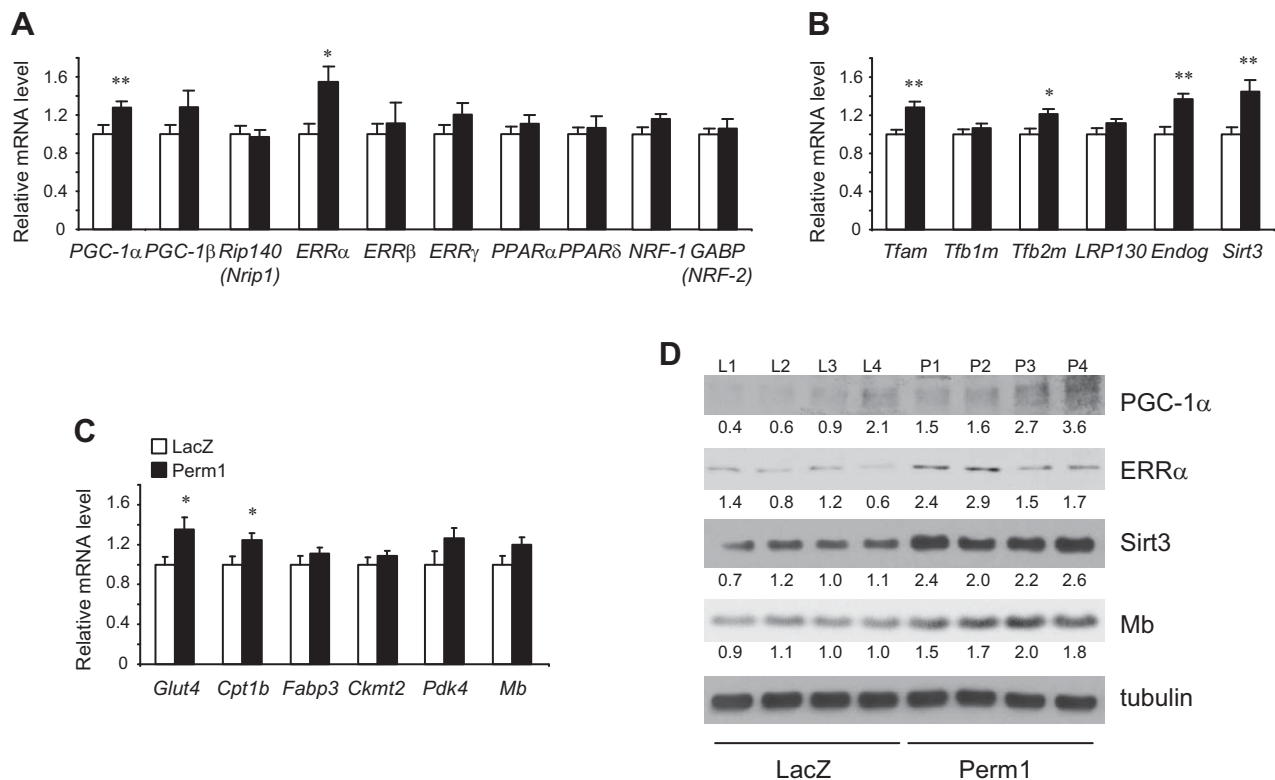 A
Relative mRNA level
1.6
1.2
0.8
0.4
0
** *
PGC-1α PGC-1β Rip140 ERRα ERRβ ERRγ PPARα PPARδ NRF-1 GABP
(Nrip1) (NRF-2)
B
Relative mRNA level
1.6
1.2
0.8
0.4
0
** * ** **
Tfam Tfb1m Tfb2m LRP130 Endog Sirt3
C
LacZ
Perm1
Relative mRNA level
1.6
1.2
0.8
0.4
0
* *
Glut4 Cpt1b Fabp3 Ckmt2 Pdk4 Mb
D
L1 L2 L3 L4 P1 P2 P3 P4
PGC-1α
0.4 0.6 0.9 2.1 1.5 1.6 2.7 3.6
ERRα
1.4 0.8 1.2 0.6 2.4 2.9 1.5 1.7
Sirt3
0.7 1.2 1.0 1.1 2.4 2.0 2.2 2.6
Mb
0.9 1.1 1.0 1.0 1.5 1.7 2.0 1.8
tubulin
LacZ Perm1